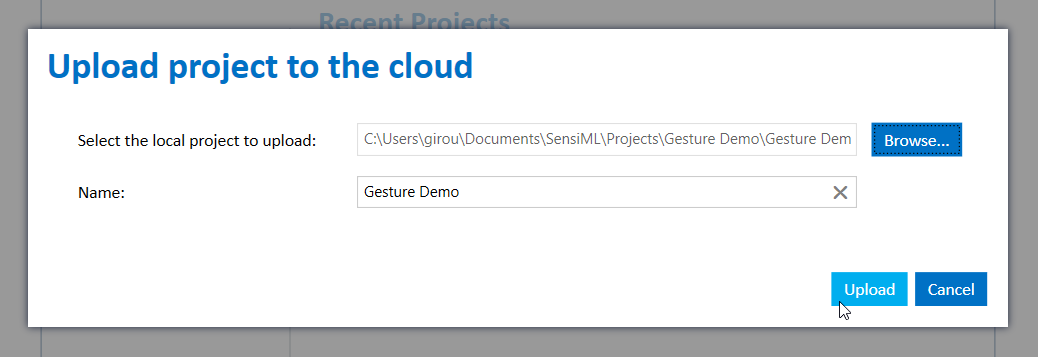 Recent Projects
Upload project to the cloud
Select the local project to upload: C:\Users\girou\Documents\SensiML\Projects\Gesture Demo\Gesture Dem Browse...
Name: Gesture Demo
Upload Cancel